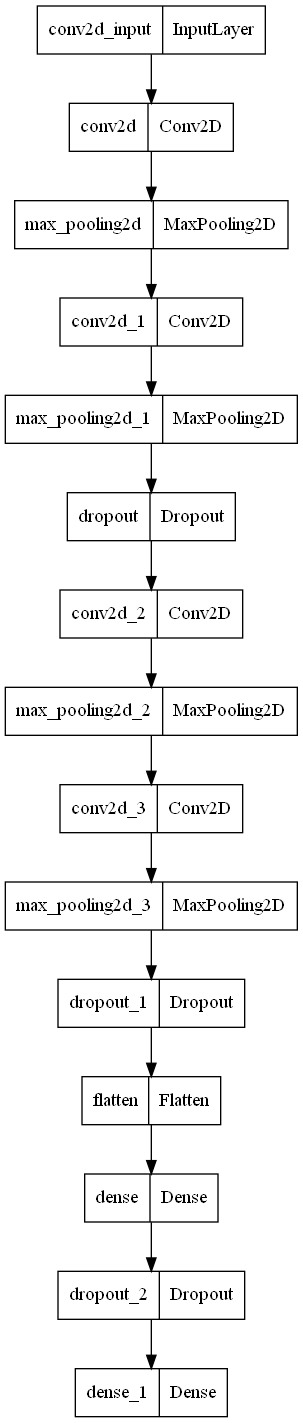 conv2d_input InputLayer
conv2d Conv2D
max_pooling2d MaxPooling2D
conv2d_1 Conv2D
max_pooling2d_1 MaxPooling2D
dropout Dropout
conv2d_2 Conv2D
max_pooling2d_2 MaxPooling2D
conv2d_3 Conv2D
max_pooling2d_3 MaxPooling2D
dropout_1 Dropout
flatten Flatten
dense Dense
dropout_2 Dropout
dense_1 Dense